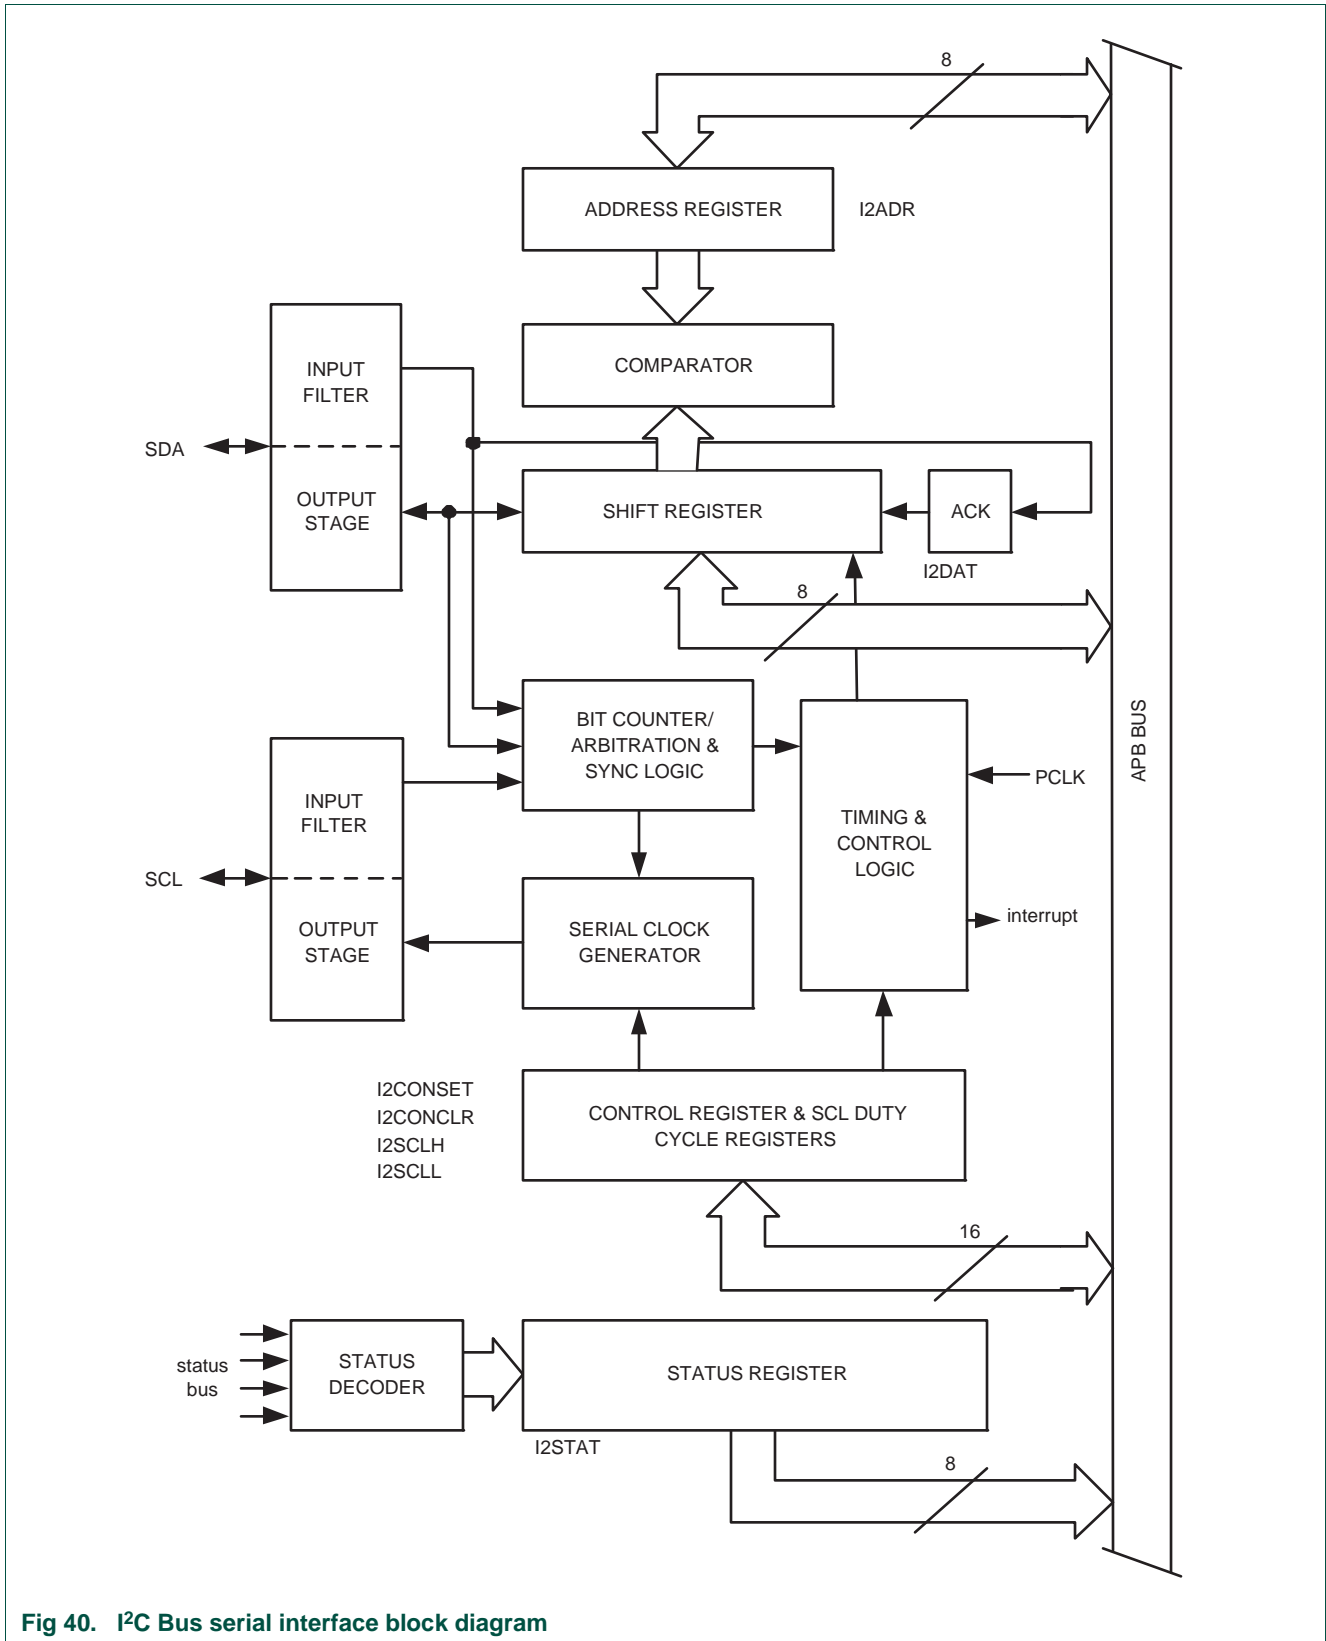 8
ADDRESS REGISTER
I2ADR
COMPARATOR
INPUT
FILTER
SDA
OUTPUT
STAGE
SHIFT REGISTER
ACK
I2DAT
8
BIT COUNTER/
ARBITRATION &
SYNC LOGIC
APB BUS
PCLK
INPUT
FILTER
TIMING &
CONTROL
LOGIC
SCL
OUTPUT
STAGE
SERIAL CLOCK
GENERATOR
interrupt
I2CONSET
I2CONCLR
I2SCLH
I2SCLL
CONTROL REGISTER & SCL DUTY
CYCLE REGISTERS
16
status
bus
STATUS
DECODER
STATUS REGISTER
I2STAT
8
Fig 40. I²C Bus serial interface block diagram